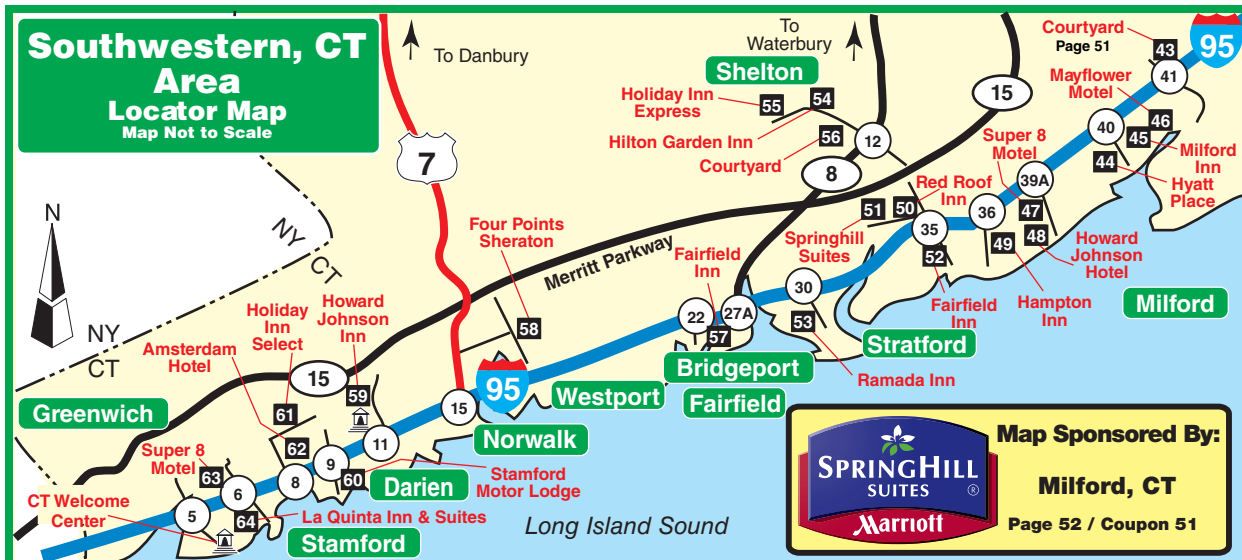 Southwestern, CT
Area
Locator Map
Map Not to Scale
To Danbury
7
To
Waterbury
Shelton
Holiday Inn
Express
55
54
Hilton Garden Inn
56
Courtyard
12
8
15
Courtyard
Page 51
43
95
41
Mayflower
Motel
46
40
45
Milford
Inn
44
Hyatt
Place
Super 8
Motel
39A
47
48
Howard
Johnson
Hotel
36
49
Hampton
Inn
Red Roof
Inn
50
51
Springhill
Suites
35
52
Fairfield
Inn
Milford
N
NY
CT
NY
CT
Merritt Parkway
Four Points
Sheraton
58
Fairfield
Inn
22
57
27A
30
53
Ramada Inn
Stratford
Bridgeport
Fairfield
Westport
95
15
Norwalk
Holiday
Inn
Select
61
Howard
Johnson
Inn
59
Amsterdam
Hotel
62
15
Greenwich
11
9
60
Stamford
Motor Lodge
Darien
8
Super 8
Motel
63
6
CT Welcome
Center
5
64
La Quinta Inn & Suites
Stamford
Long Island Sound
SPRINGHILL
SUITES
®
Marriott
Map Sponsored By:
Milford, CT
Page 52 / Coupon 51